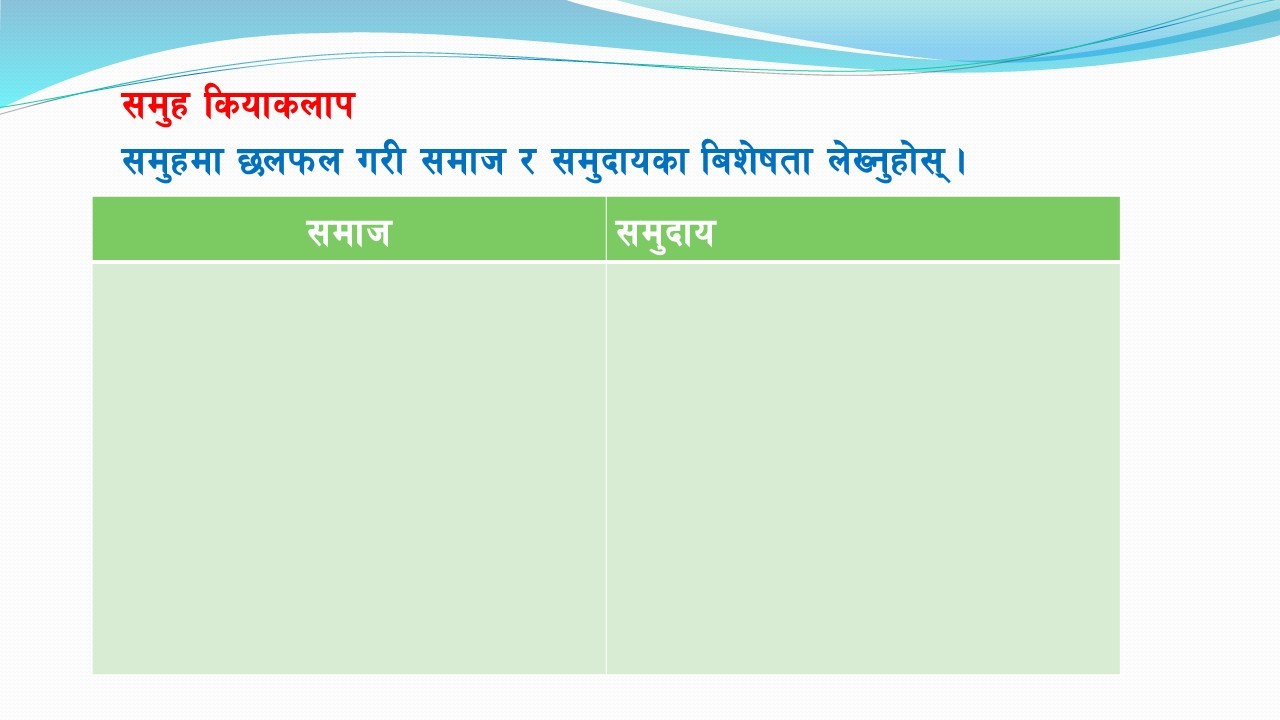 समुह कियाकलाप
समुहमा छलफल गरी समाज र समुदायका बिशेषता लेख्नुहोस् ।
समाज
समुदाय